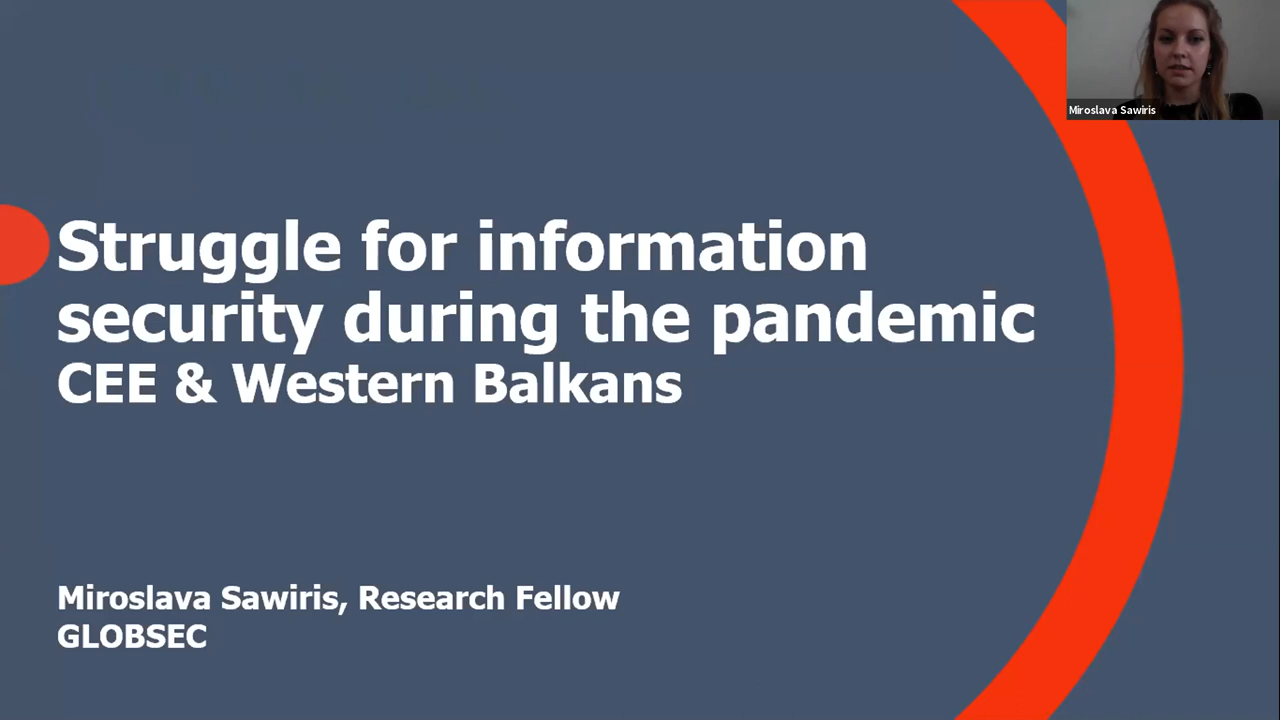 Miroslava Sawiris
Struggle for information
security during the pandemic
CEE & Western Balkans
Miroslava Sawiris, Research Fellow
GLOBSEC